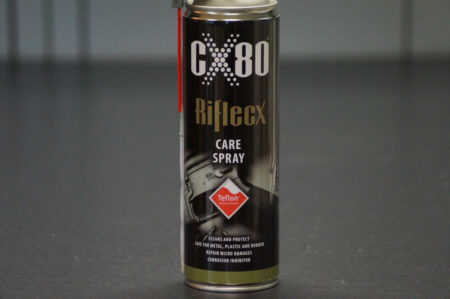 CX80
Riflecx
CARE
SPRAY
Teflon
CLEANS AND PROTECT
SAFE FOR METAL, PLASTIC AND RUBBER
REPAIR MICRO DAMAGES
CORROSION INHIBITOR